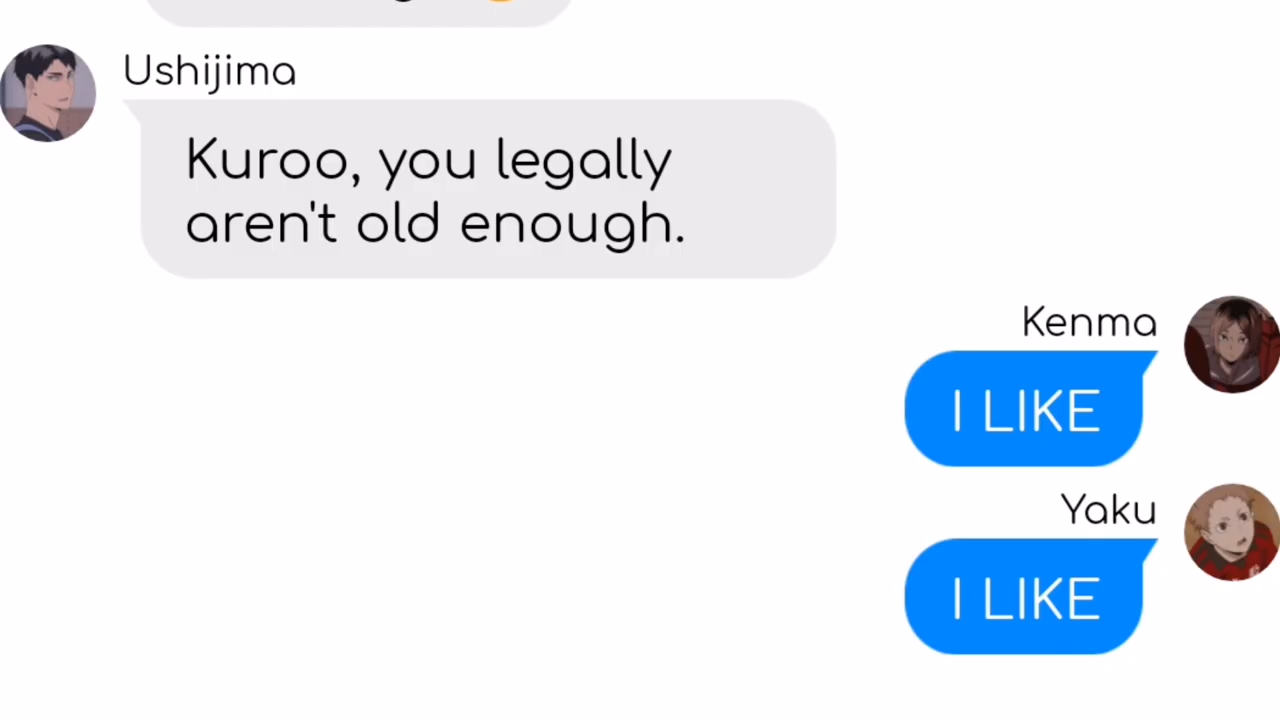 Ushijima
Kuroo, you legally
aren't old enough.
Kenma
I LIKE
Yaku
I LIKE